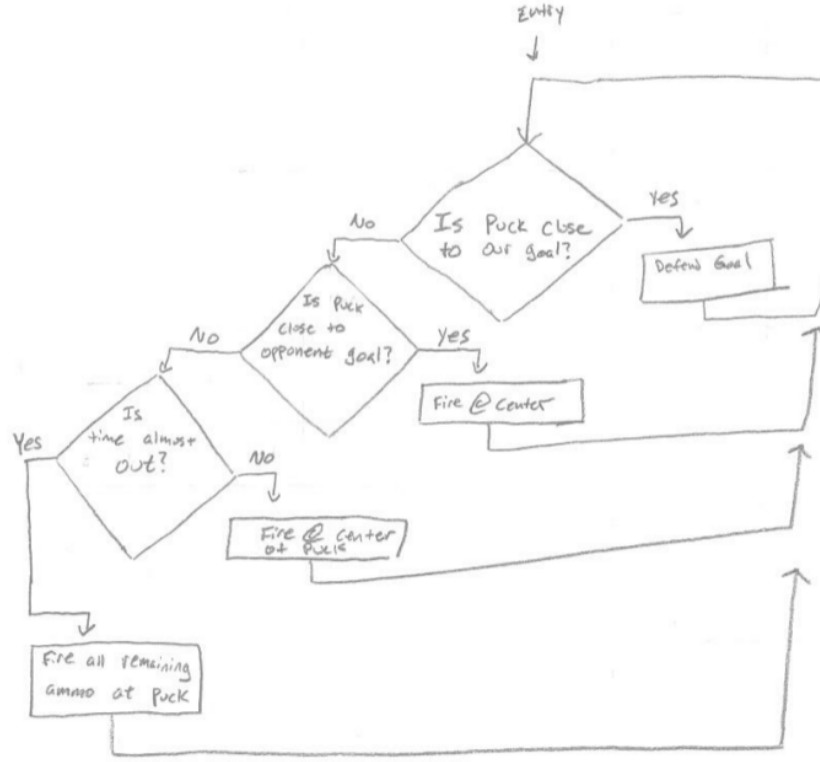 Entry
Is Puck close
to our goal?
Yes
No
Defend Goal
Is Puck
close to
opponent goal?
Yes
No
Fire @ center
Is
time almost
out?
Yes
No
Fire @ center
of Puck
Fire all remaining
ammo at Puck